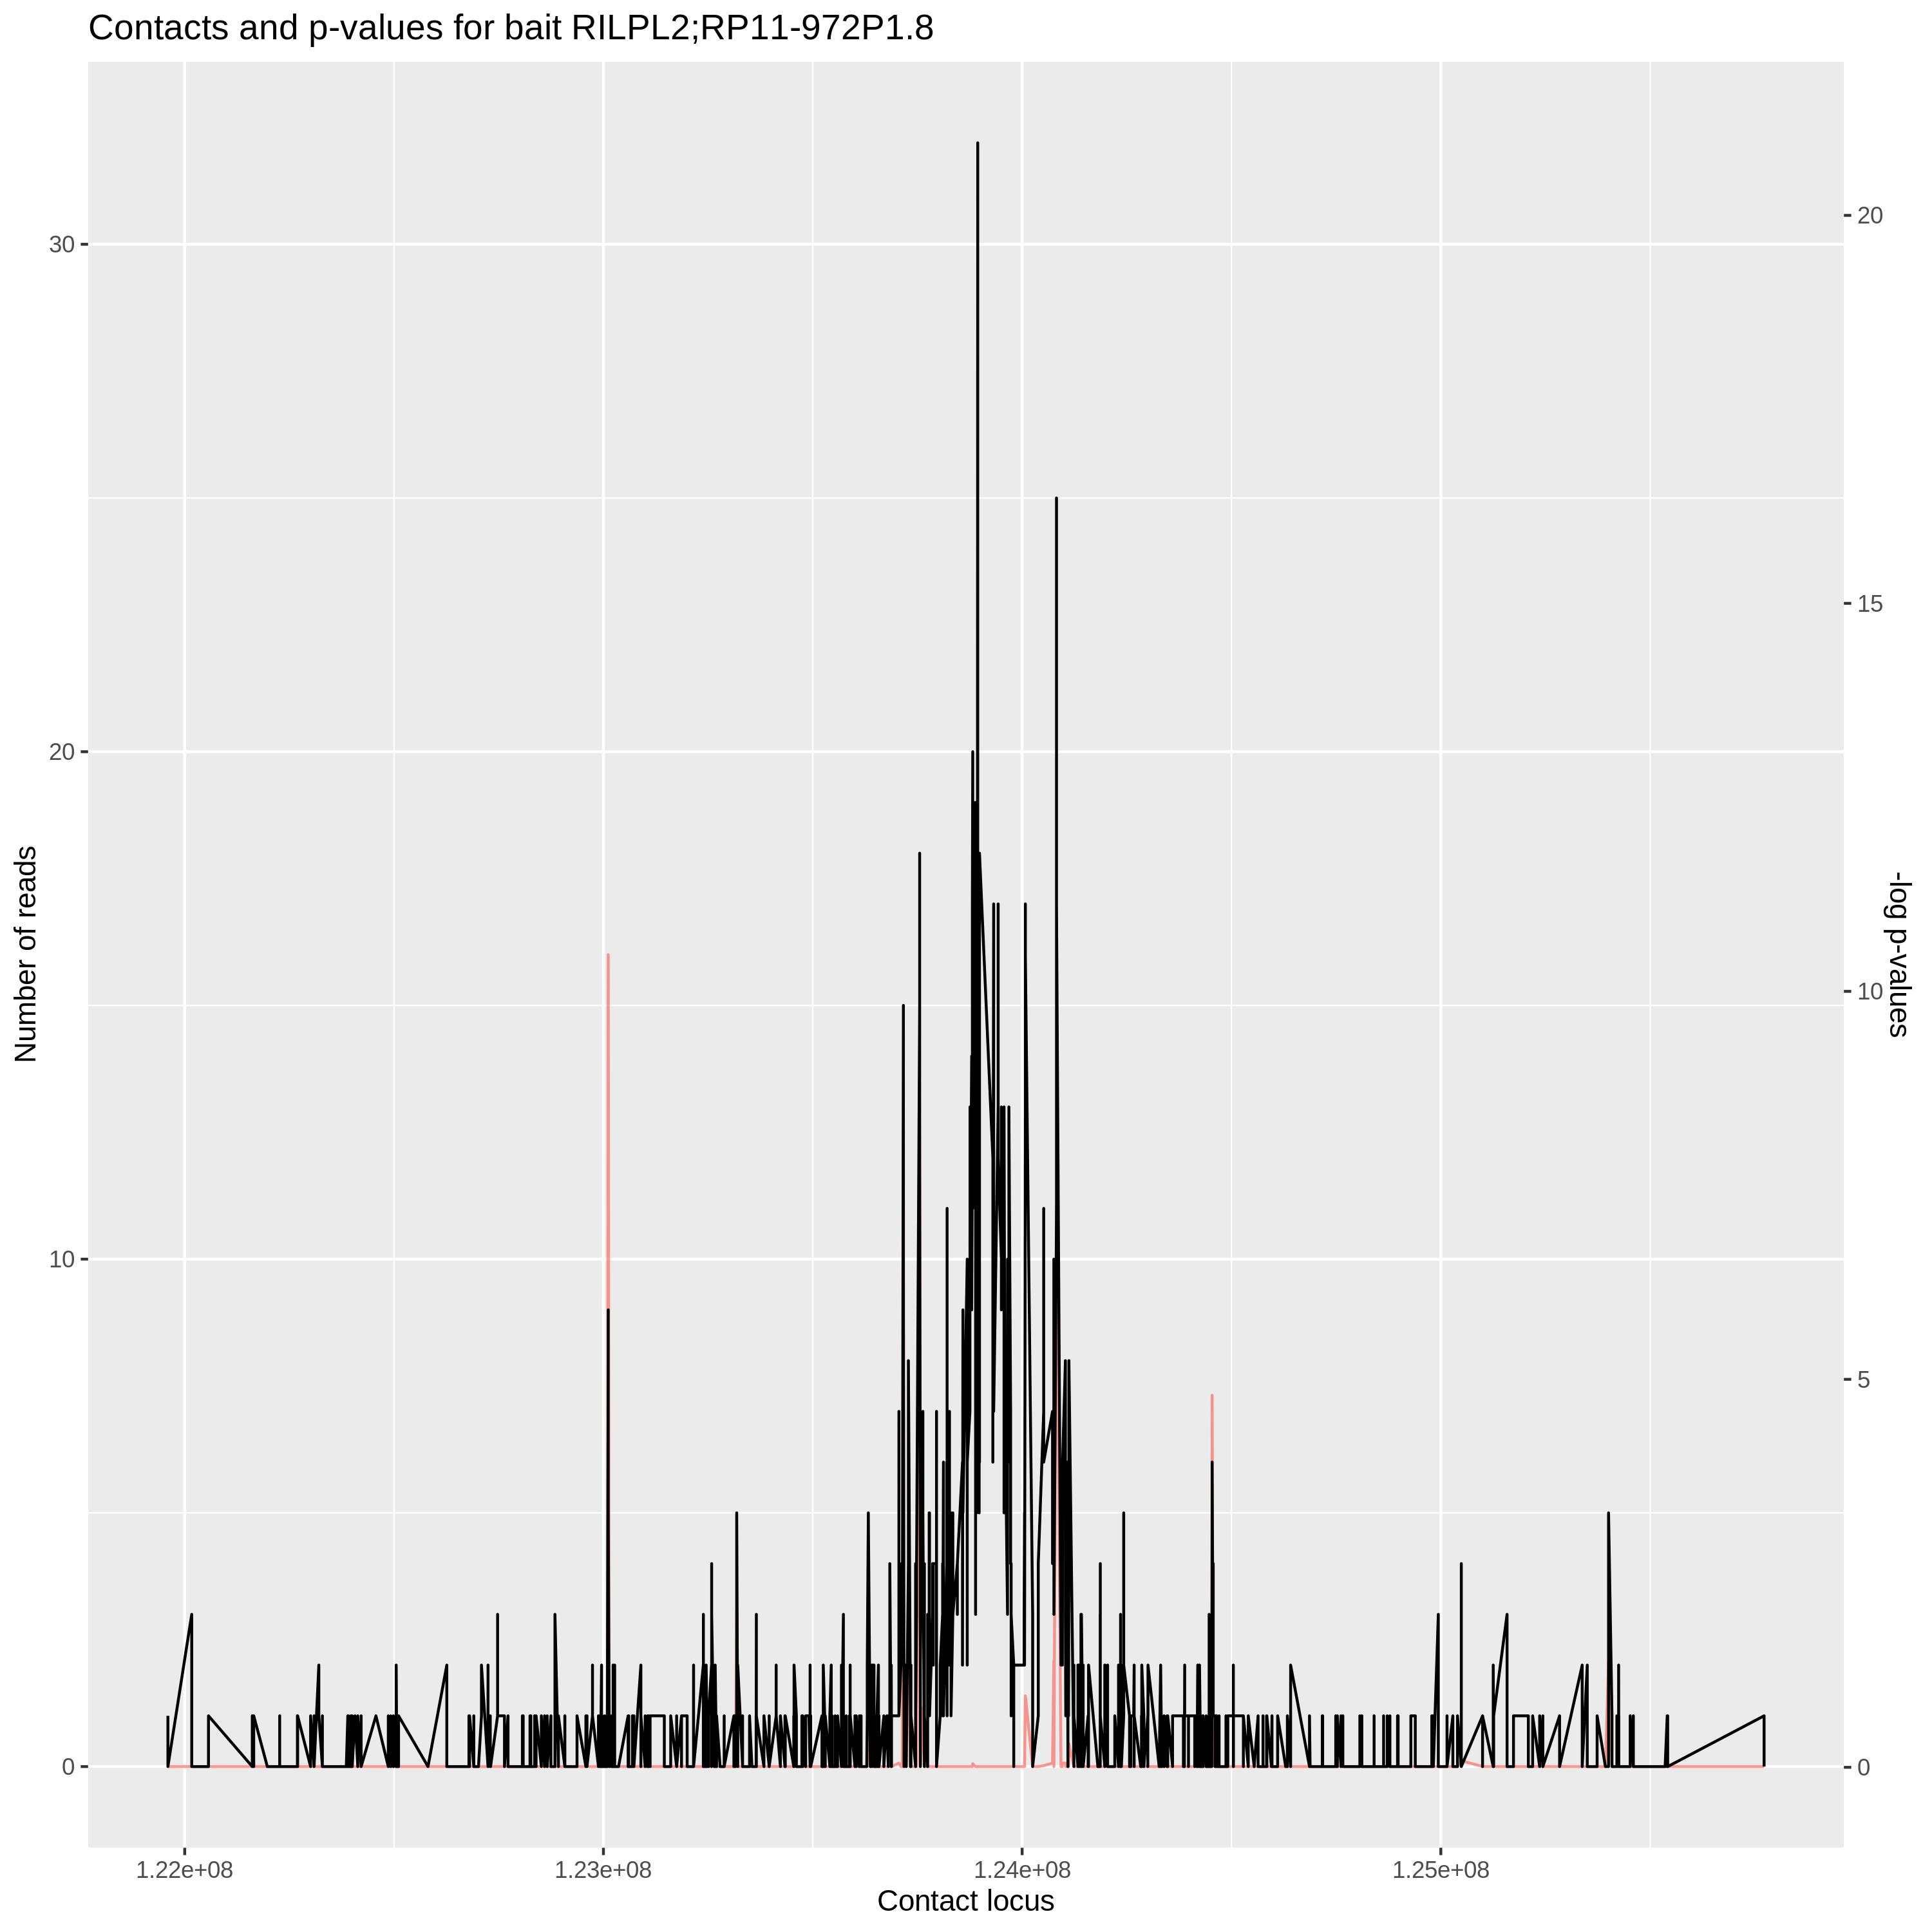 Contacts and p-values for bait RILPL2;RP11-972P1.8
30
20
10
0
Number of reads
20
15
10
5
0
-log p-values
1.22e+08
1.23e+08
1.24e+08
1.25e+08
Contact locus